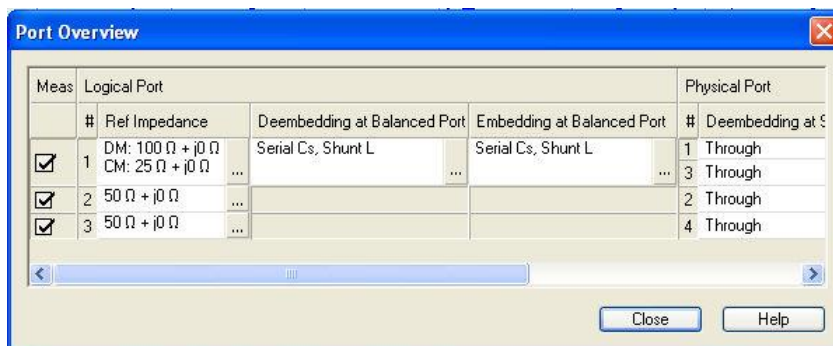 Port Overview
Meas Logical Port Physical Port
# Ref Impedance Deembedding at Balanced Port Embedding at Balanced Port # Deembedding at S
1 DM: 100 Ω + j0 Ω ... Serial Cs, Shunt L ... Serial Cs, Shunt L ... 1 Through
CM: 25 Ω + j0 Ω 3 Through
2 50 Ω + j0 Ω ... 2 Through
3 50 Ω + j0 Ω ... 4 Through
Close Help